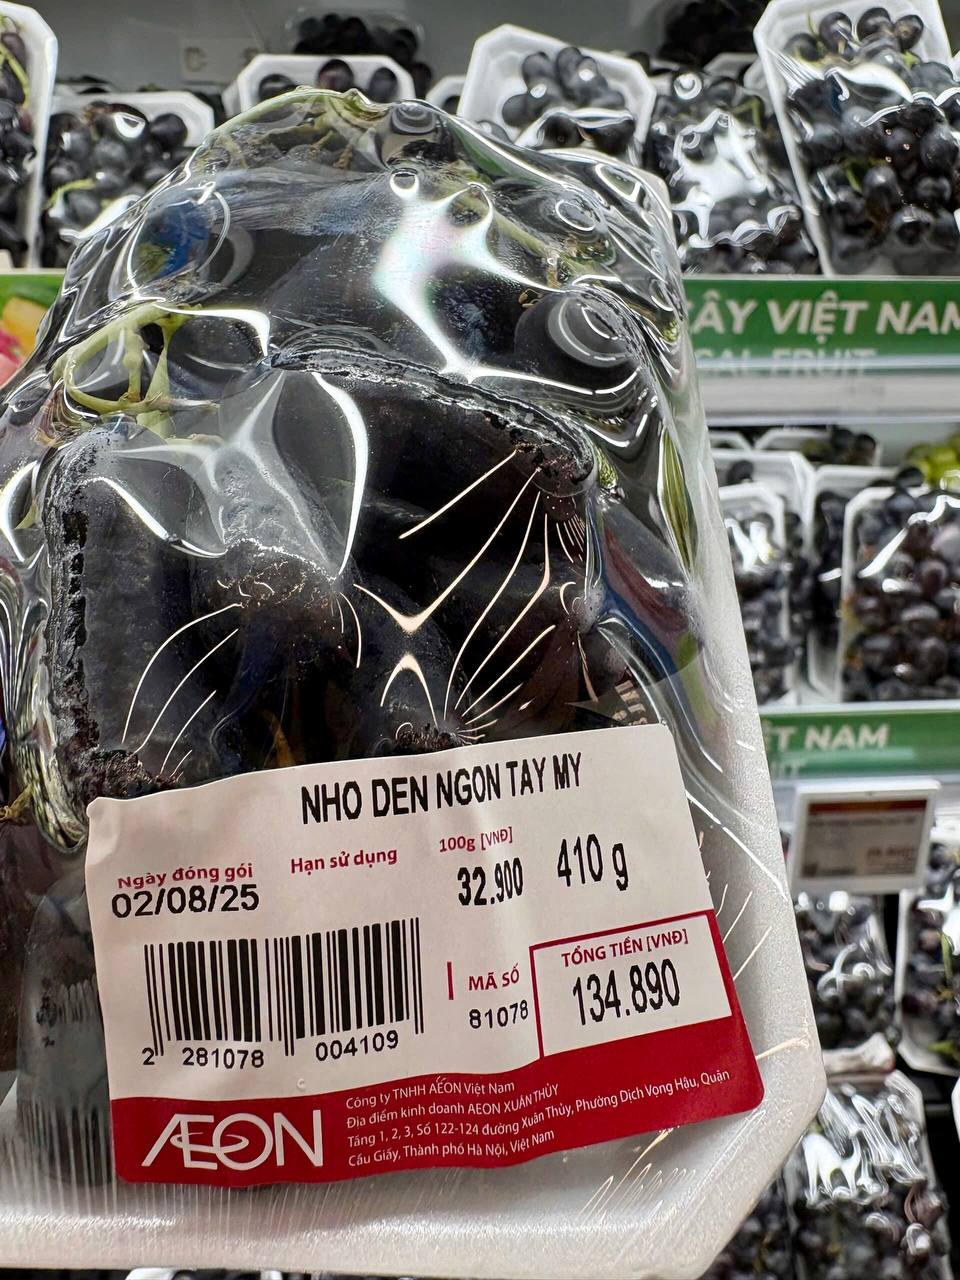 ÂY VIỆT NAM
T NAM
NHO DEN NGON TAY MY
Ngày đóng gói
Hạn sử dụng
100g [VNĐ]
02/08/25
32.900
410 g
MÃ SỐ
81078
TỔNG TIỀN [VNĐ]
134.890
2 281078 004109
AEON
Công ty TNHH AEON Việt Nam
Địa điểm kinh doanh AEON XUÂN THỦY
Tầng 1, 2, 3, Số 122-124 đường Xuân Thủy, Phường Dịch Vọng Hậu, Quận
Cầu Giấy, Thành phố Hà Nội, Việt Nam